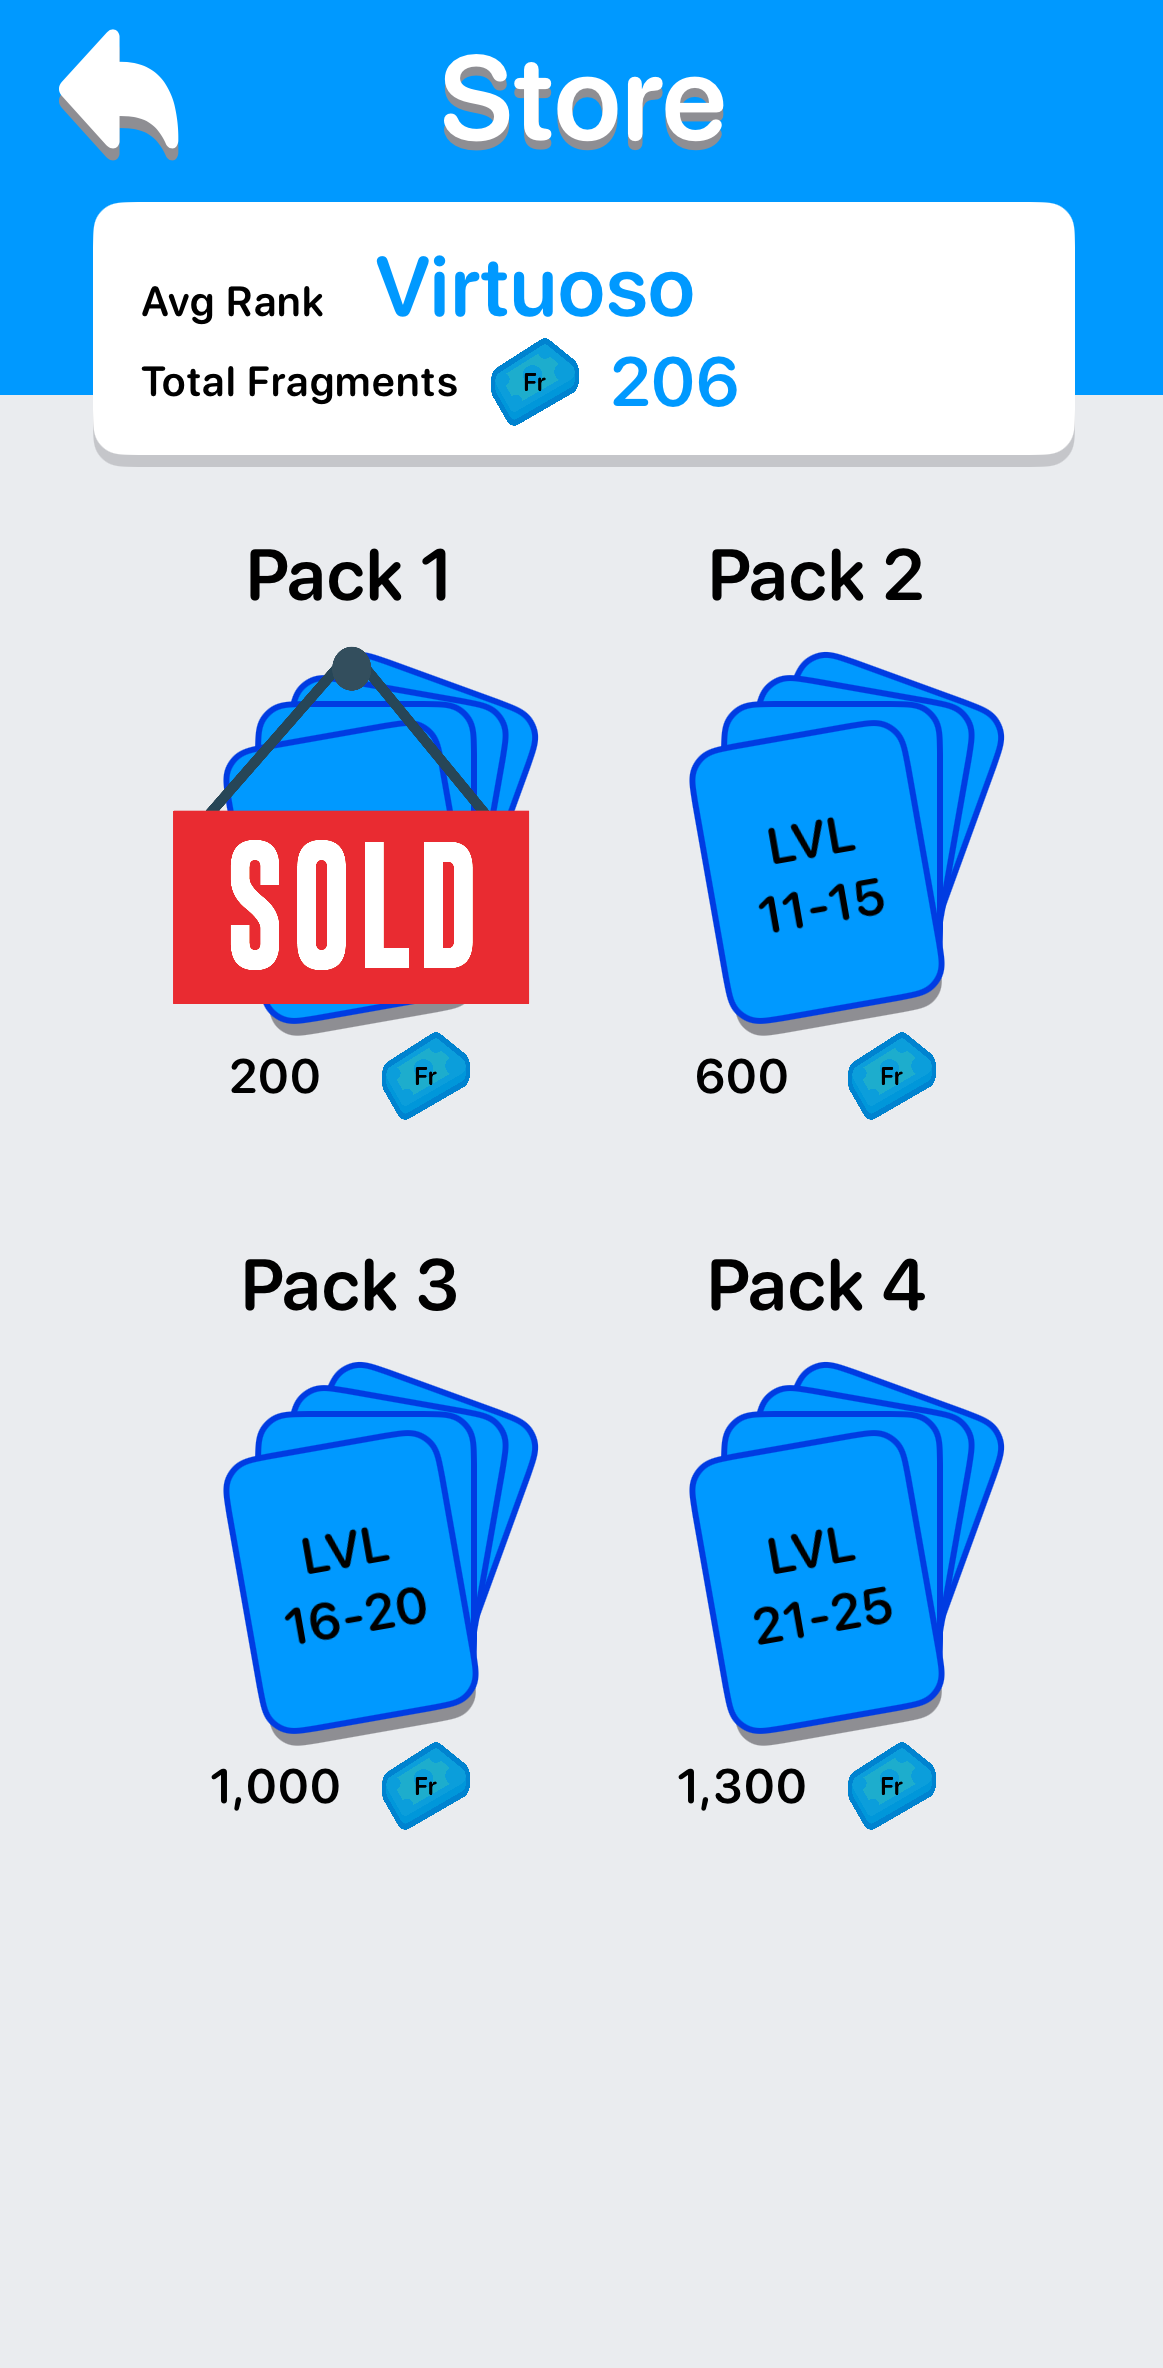 Store
Avg Rank Virtuoso
Total Fragments Fr 206
Pack 1
Pack 2
SOLD
LVL
11-15
200 Fr
600 Fr
Pack 3
Pack 4
LVL
16-20
LVL
21-25
1,000 Fr
1,300 Fr